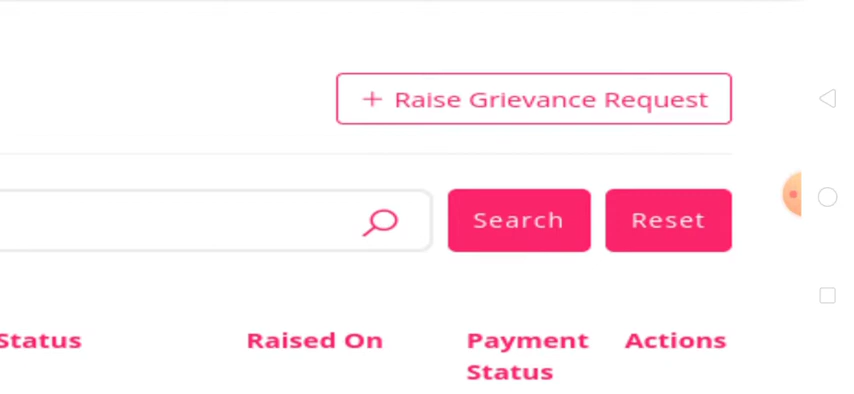 + Raise Grievance Request
Search Reset
Status Raised On Payment Status Actions